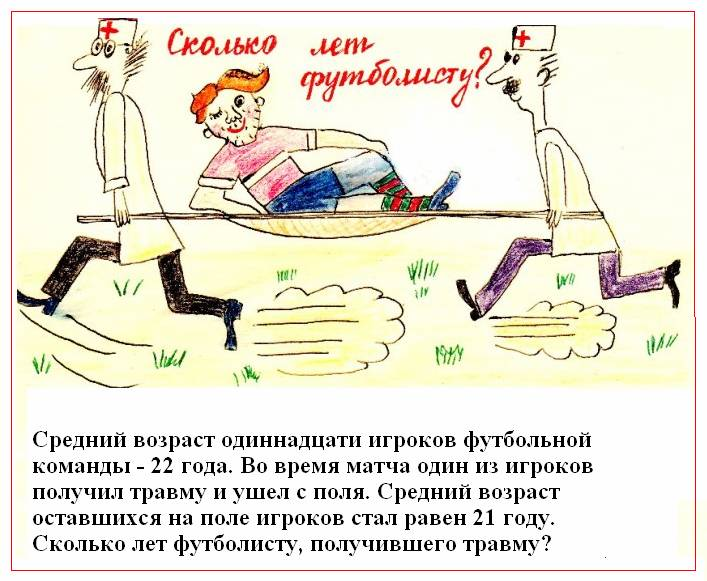 Сколько лет
футболисту?
Средний возраст одиннадцати игроков футбольной
команды - 22 года. Во время матча один из игроков
получил травму и ушел с поля. Средний возраст
оставшихся на поле игроков стал равен 21 году.
Сколько лет футболисту, получившего травму?